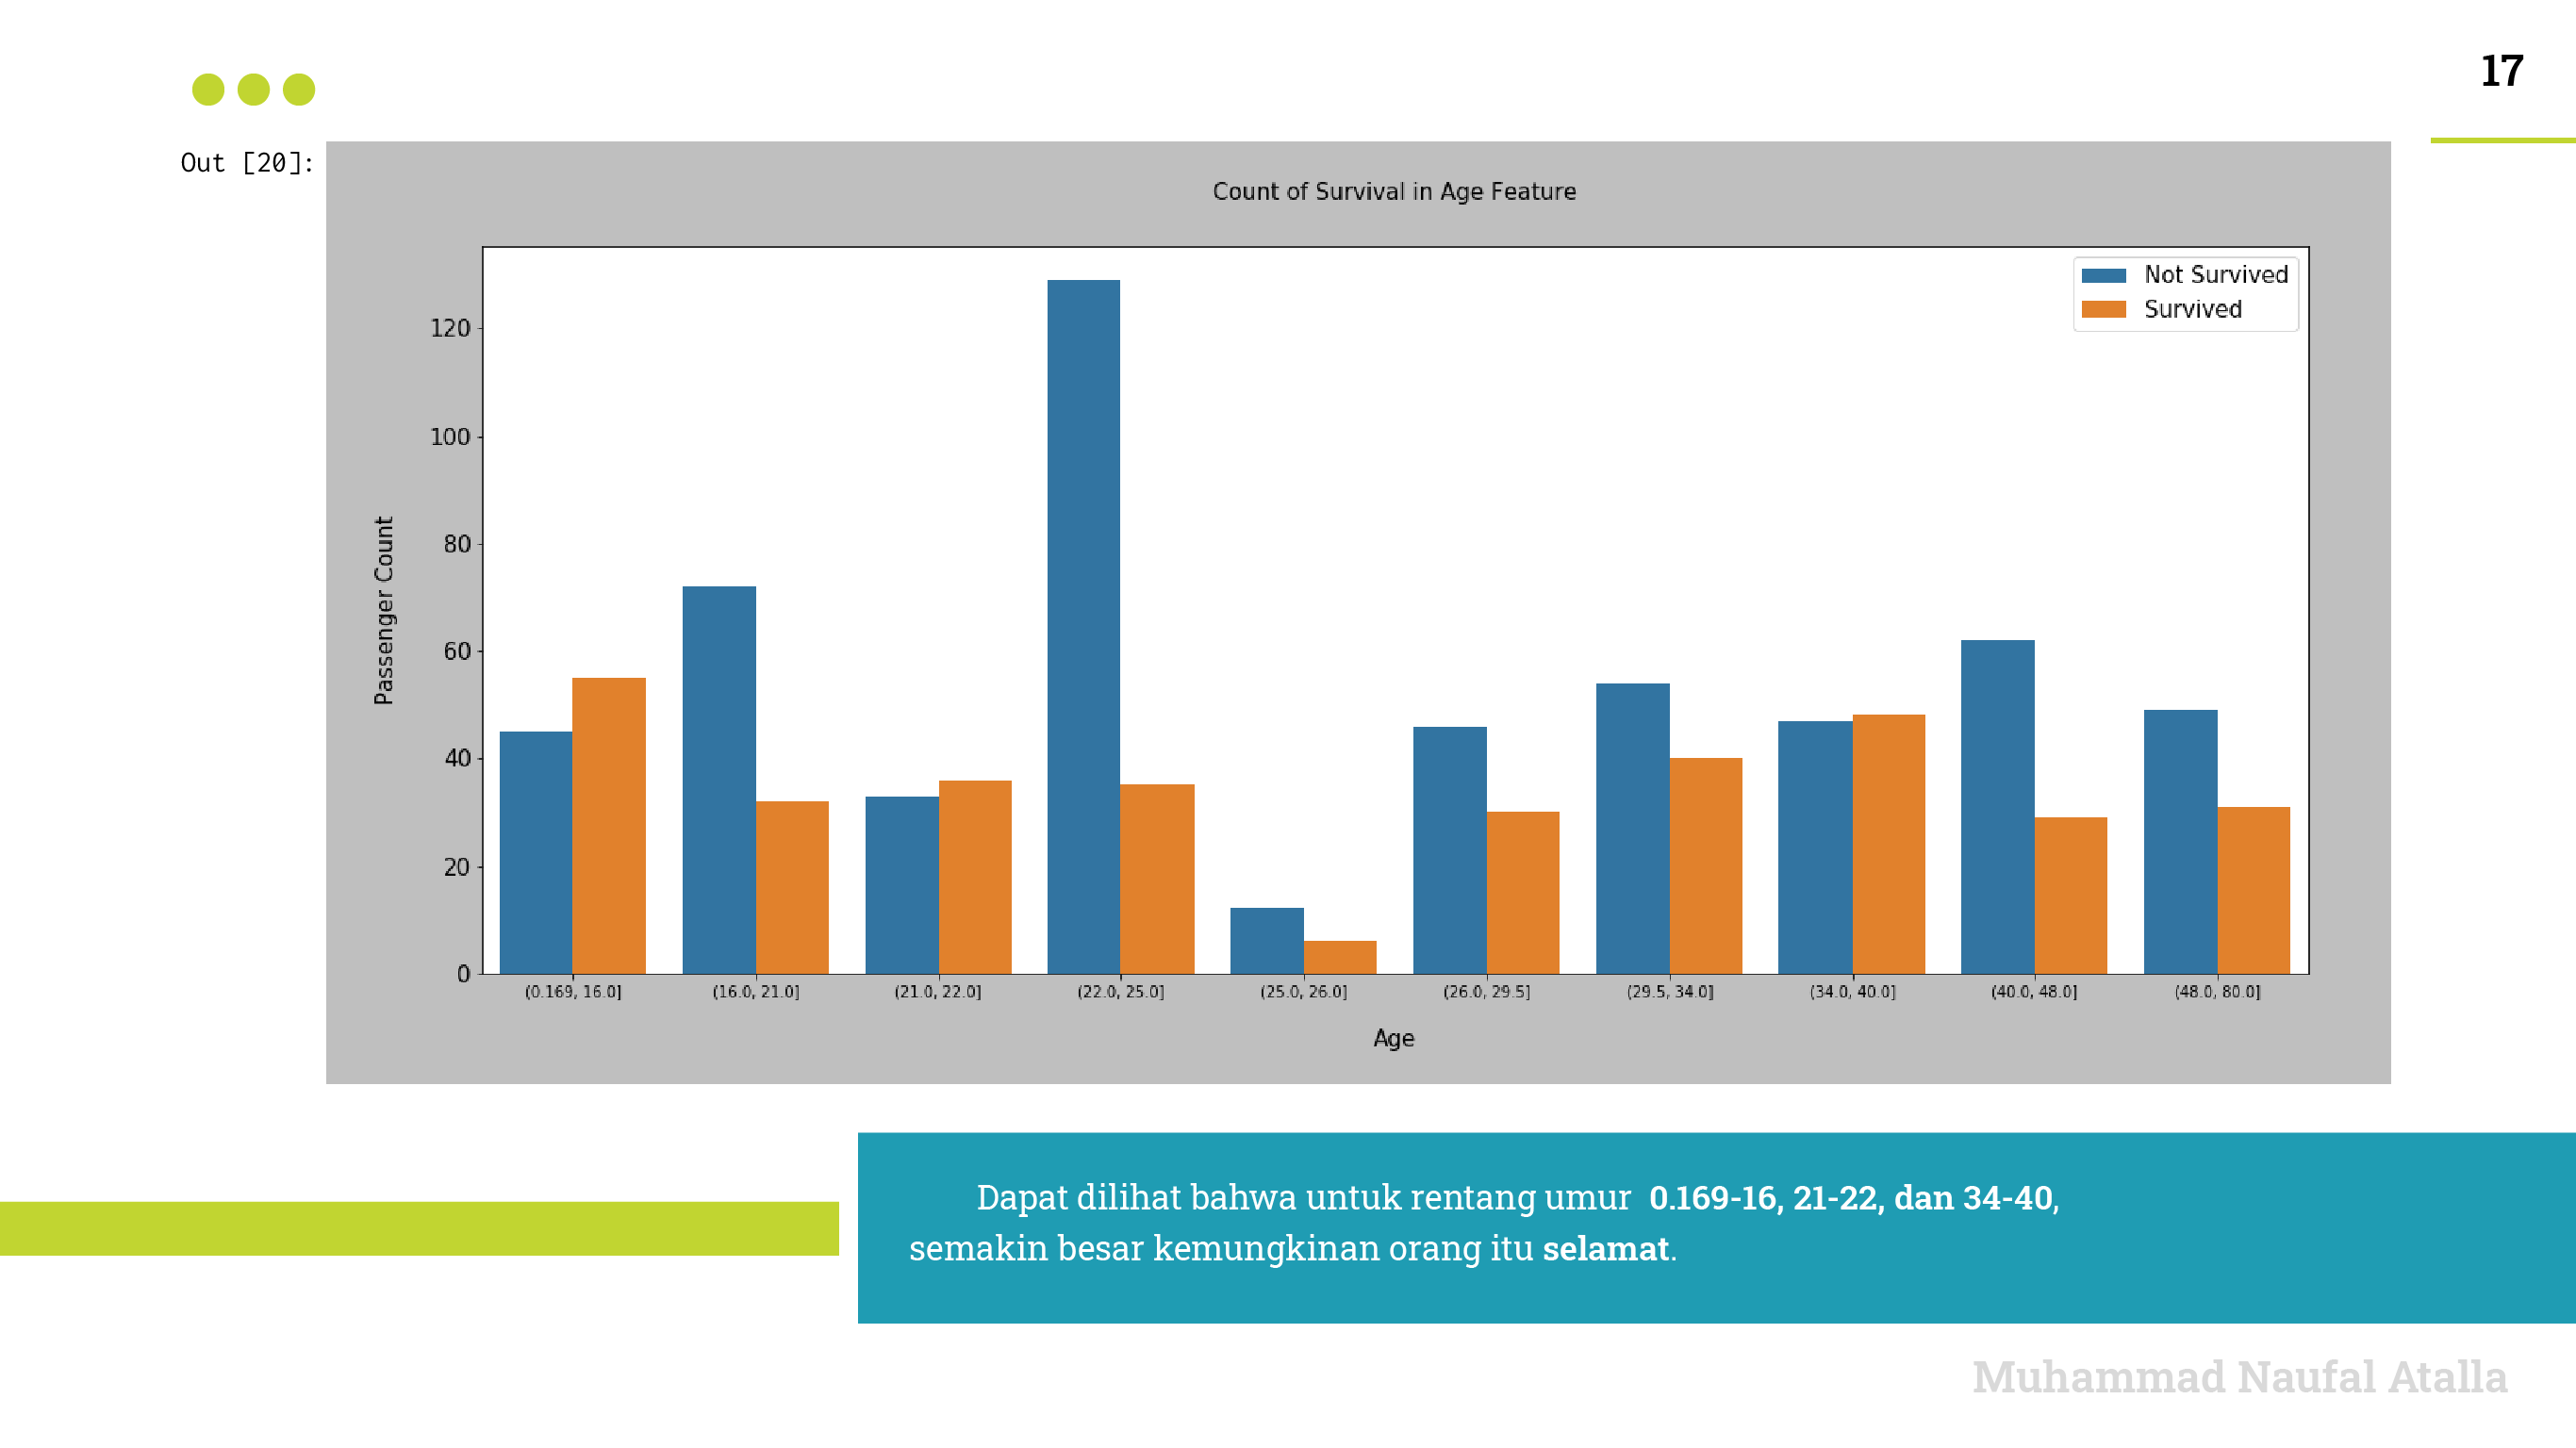 17
Out [20]:
Count of Survival in Age Feature
Not Survived
Survived
Passenger Count
120
100
80
60
40
20
0
(0.169, 16.0] (16.0, 21.0] (21.0, 22.0] (22.0, 25.0] (25.0, 26.0] (26.0, 29.5] (29.5, 34.0] (34.0, 40.0] (40.0, 48.0] (48.0, 80.0]
Age
Dapat dilihat bahwa untuk rentang umur 0.169-16, 21-22, dan 34-40,
semakin besar kemungkinan orang itu selamat.
Muhammad Naufal Atalla